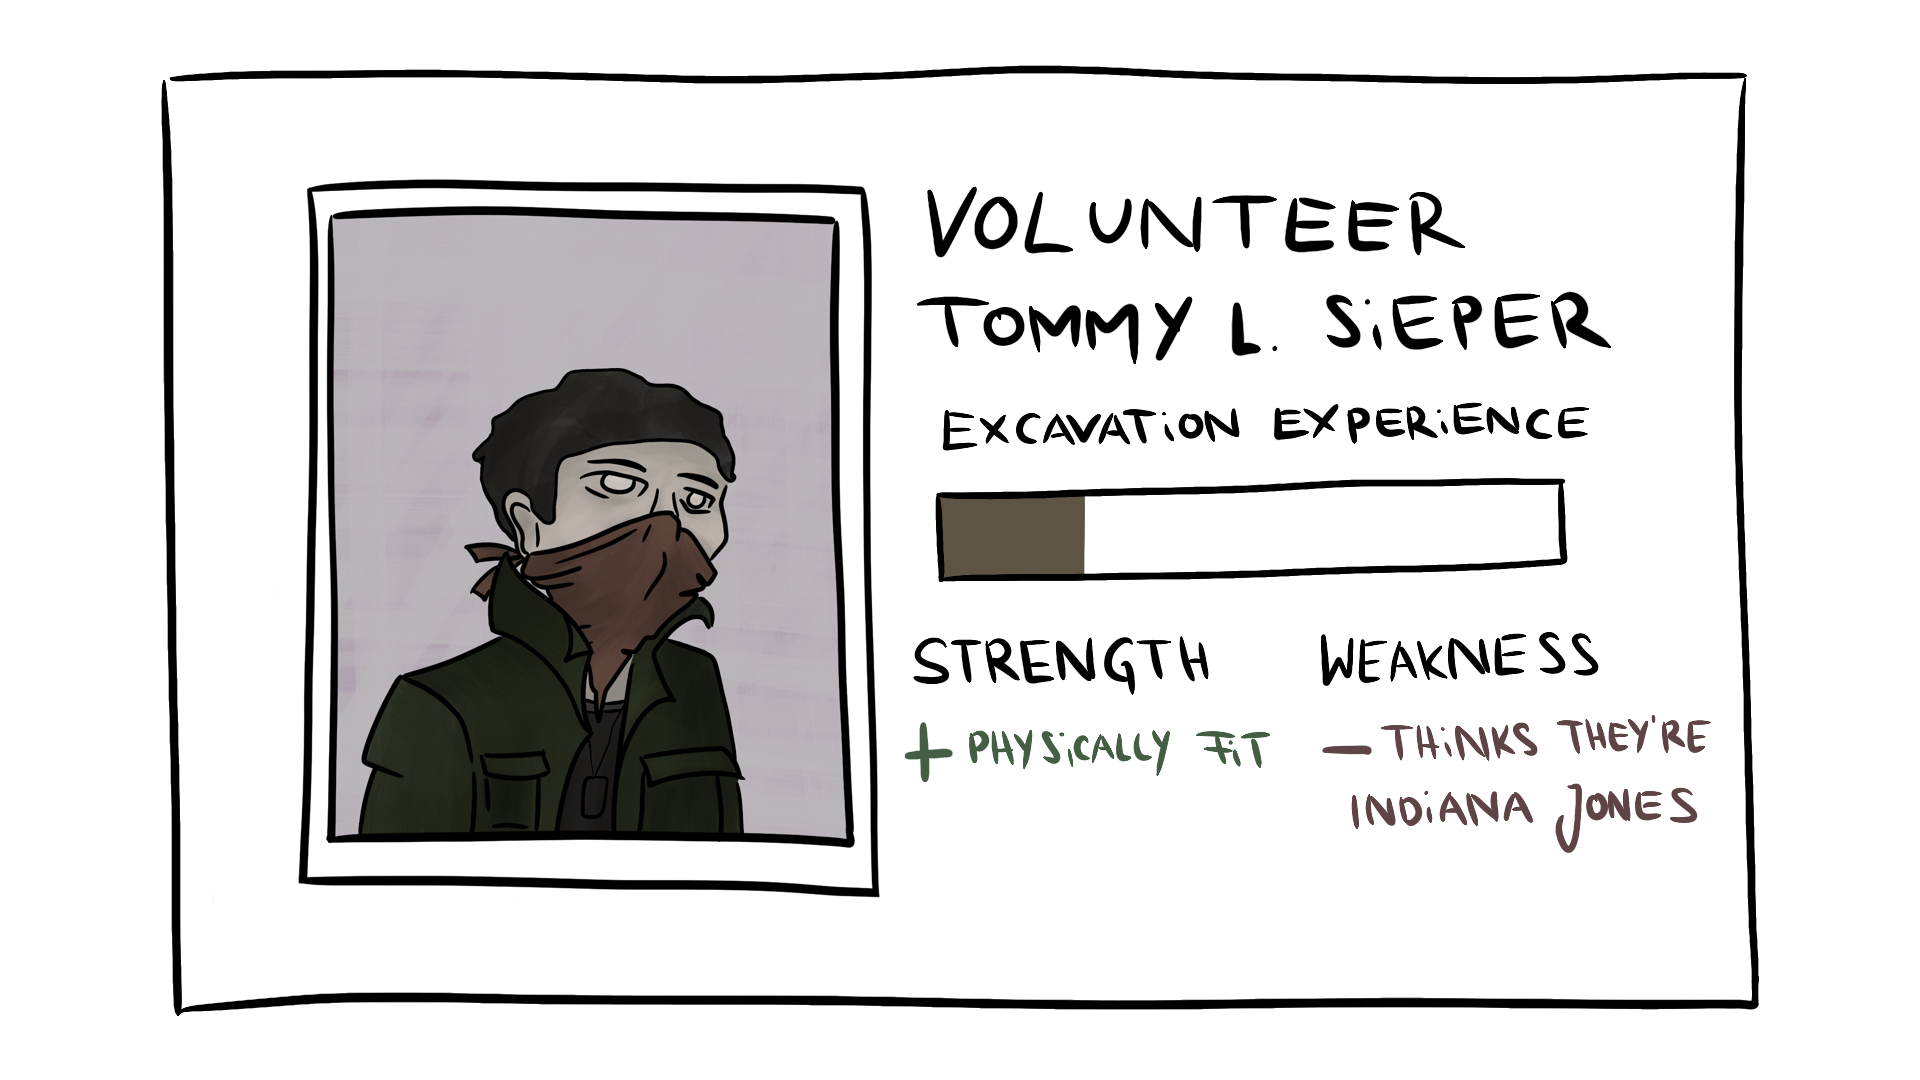 VOLUNTEER
TOMMY L. SiEPER
EXCAVATiON EXPERiENCE
STRENGTH WEAKNESS
+ PHYSiCALLY FiT
- THiNKS THEY'RE
INDiANA JONES